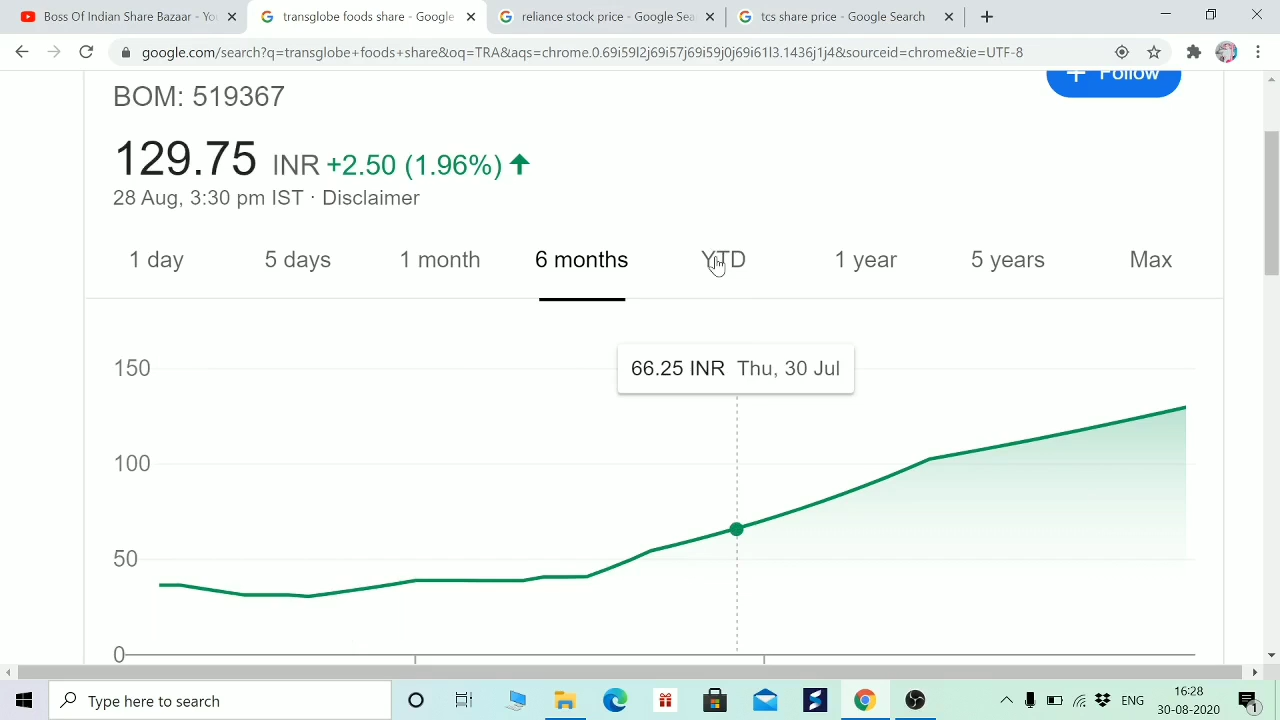 Boss Of Indian Share Bazaar - Yo
transglobe foods share - Google
reliance stock price - Google Sea
tcs share price - Google Search
google.com/search?q=transglobe+foods+share&oq=TRA&aqs=chrome.0.69i59l2j69i57j69i59j0j69i61l3.1436j1j4&sourceid=chrome&ie=UTF-8
Follow
BOM: 519367
129.75 INR +2.50 (1.96%)
28 Aug, 3:30 pm IST · Disclaimer
1 day 5 days 1 month 6 months YTD 1 year 5 years Max
150
66.25 INR Thu, 30 Jul
100
50
0
Type here to search
ENG
16:28
30-08-2020
1